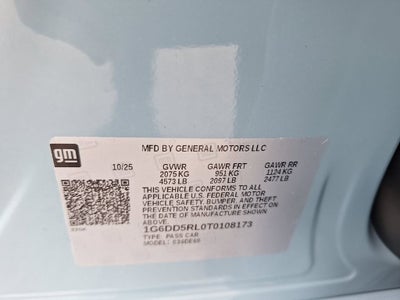 gm
MFD BY GENERAL MOTORS LLC
10/25 GVWR GAWR FRT GAWR RR
2075 KG 951 KG 1124 KG
4573 LB 2097 LB 2477 LB
THIS VEHICLE CONFORMS TO ALL
APPLICABLE U.S. FEDERAL MOTOR
VEHICLE SAFETY, BUMPER, AND THEFT
PREVENTION STANDARDS IN EFFECT ON
THE DATE OF MANUFACTURE SHOWN
ABOVE.
1G6DD5RL0T0108173
TYPE: PASS CAR
MODEL: